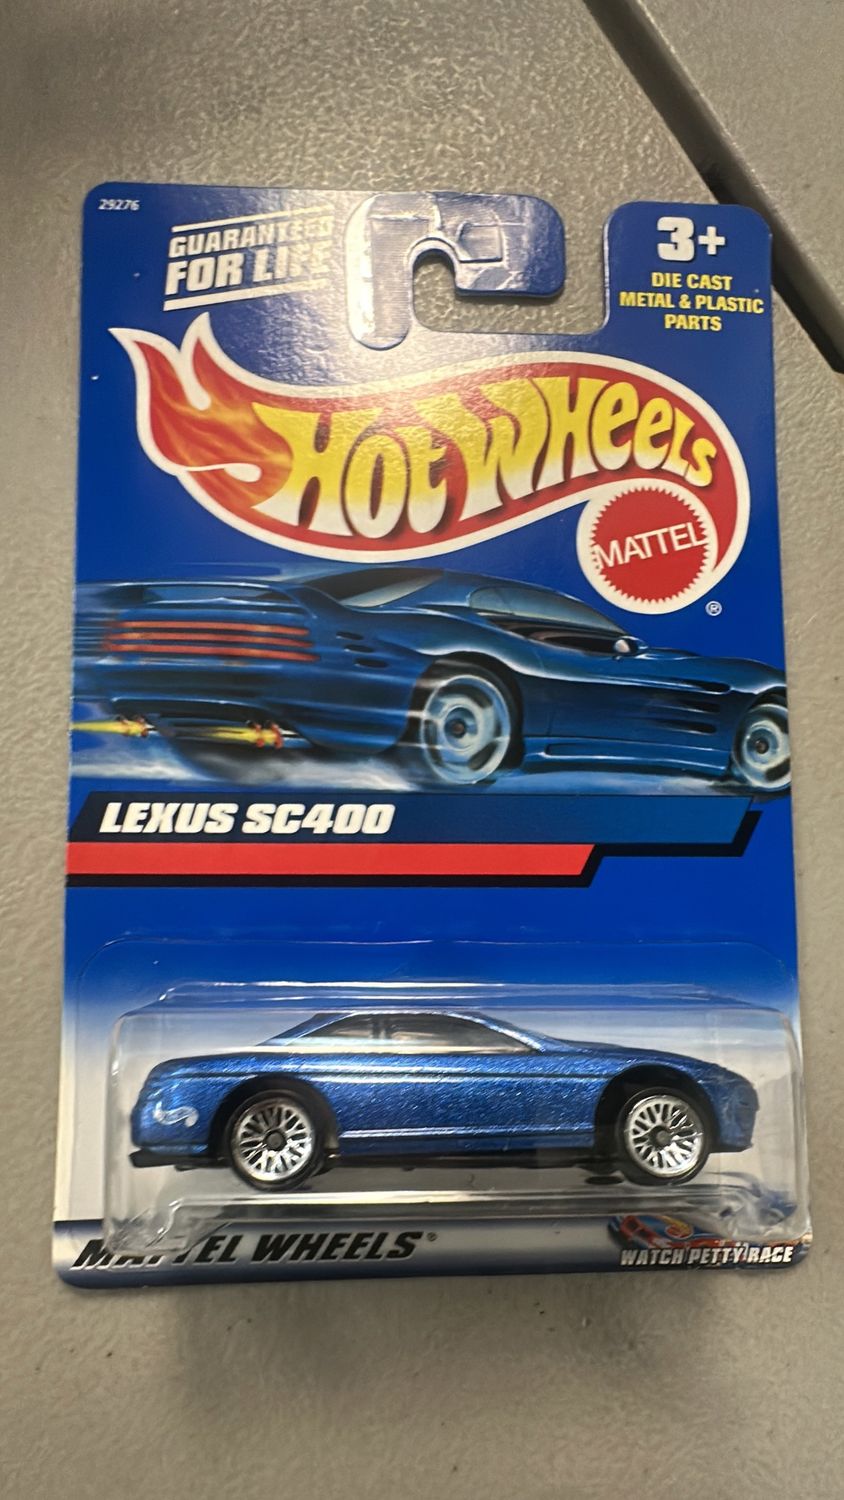 29276
GUARANTEED
FOR LIFE
3+
DIE CAST
METAL & PLASTIC
PARTS
HOT WHEELS
MATTEL
®
LEXUS SC400
MATTEL WHEELS®
WATCH PETTY RACE